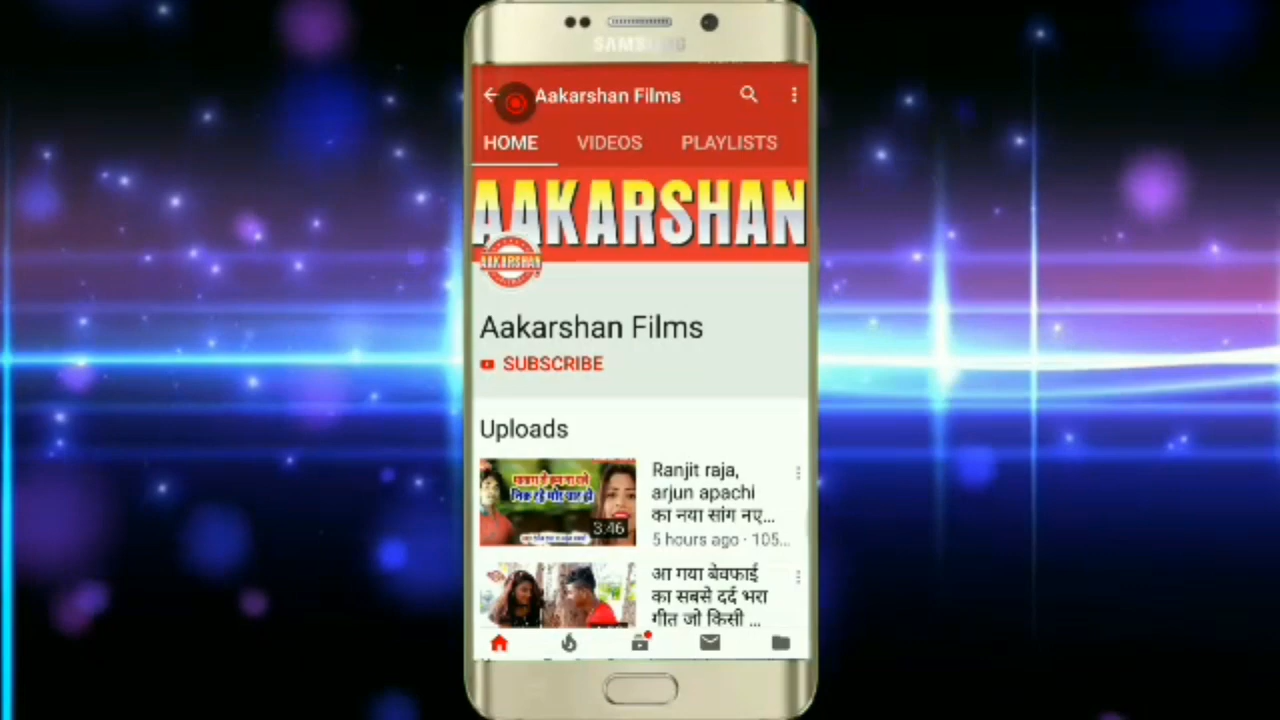 SAMSUNG
Aakarshan Films
HOME VIDEOS PLAYLISTS
AAKARSHAN
AAKARSHAN
Aakarshan Films
SUBSCRIBE
Uploads
3:46
Ranjit raja,
arjun apachi
का नया सांग नए...
5 hours ago · 105...
आ गया बेवफाई
का सबसे दर्द भरा
गीत जो किसी ...